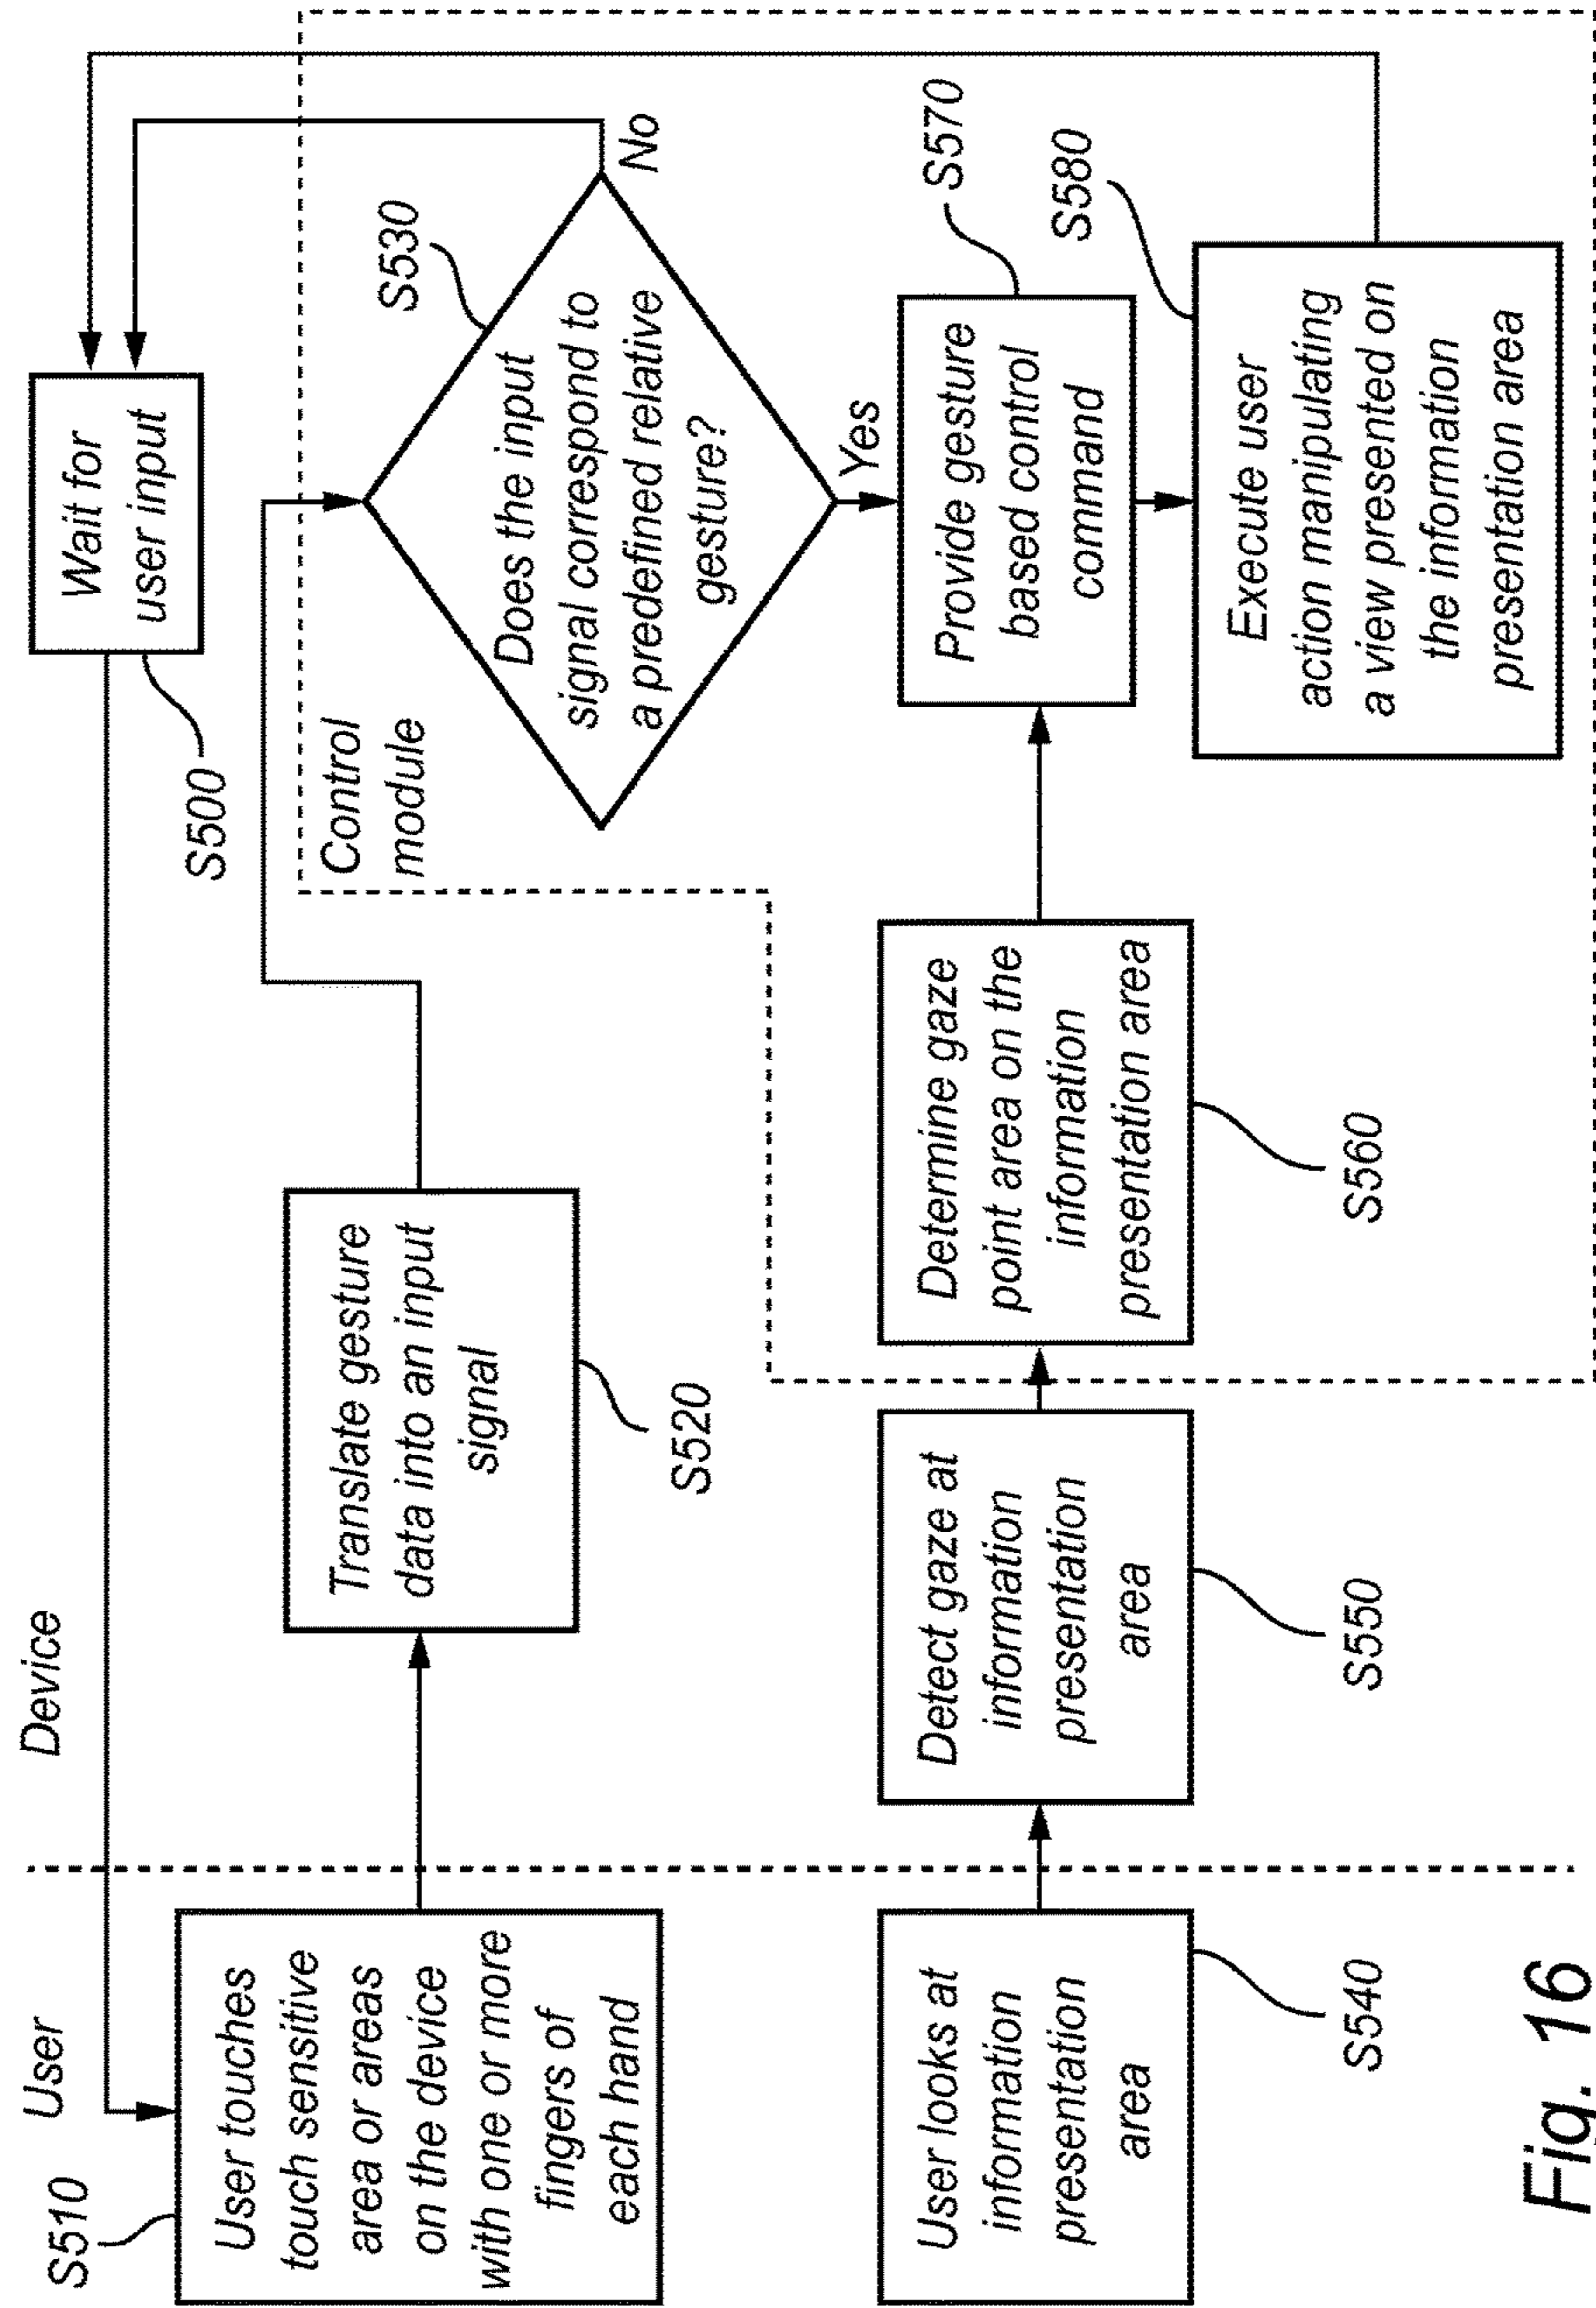 User
Device
S510
User touches
touch sensitive
area or areas
on the device
with one or more
fingers of
each hand
Translate gesture
data into an input
signal
S520
S500
Wait for
user input
Control
module
S530
Does the input
signal correspond to
a predefined relative
gesture?
No
Yes
User looks at
information
presentation
area
S540
Detect gaze at
information
presentation
area
S550
Determine gaze
point area on the
information
presentation area
S560
Provide gesture
based control
command
S570
S580
Execute user
action manipulating
a view presented on
the information
presentation area
Fig. 16